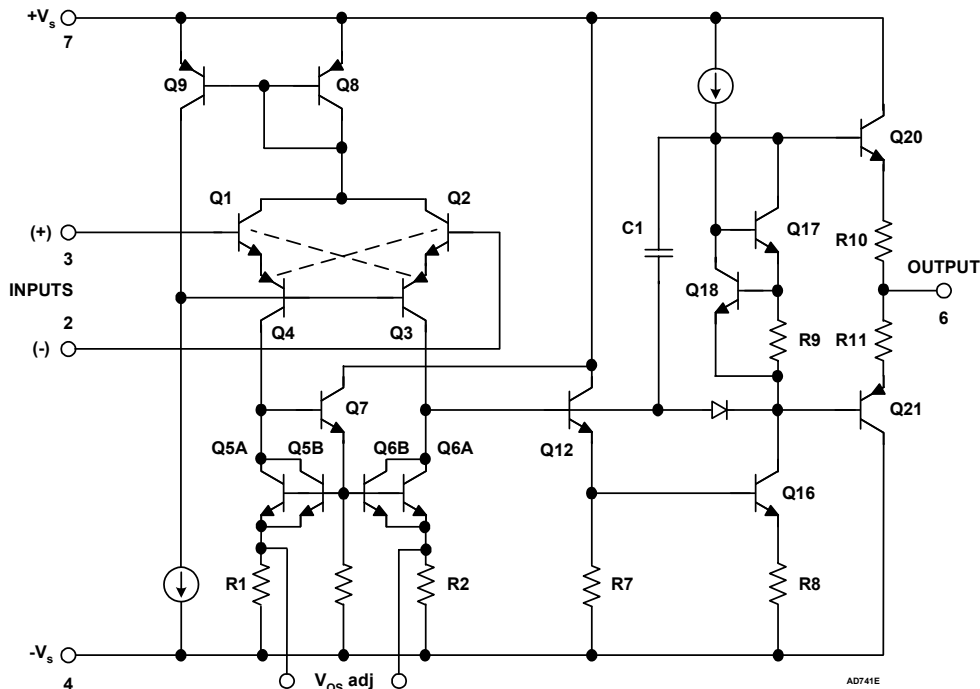 +Vs
7
Q9
Q8
Q20
Q1
Q2
(+)
3
C1
Q17
R10
OUTPUT
INPUTS
Q18
2
Q4
Q3
6
R9
R11
(-)
Q7
Q21
Q5A
Q5B
Q6B
Q6A
Q12
Q16
R1
R2
R7
R8
-Vs
4
VOS adj
AD741E